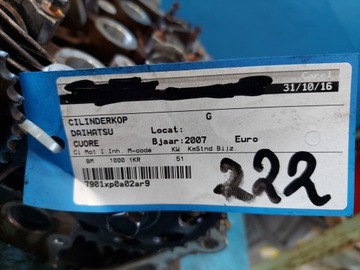 Garel
31/10/16
CILINDERKOP G
DAIHATSU Locat:
CUORE Bjaar:2007 Euro
Ci Mot I Inh. M-code KW KmStnd Bijz.
BM 1000 1KR 51
7901xp0a02ar9
222